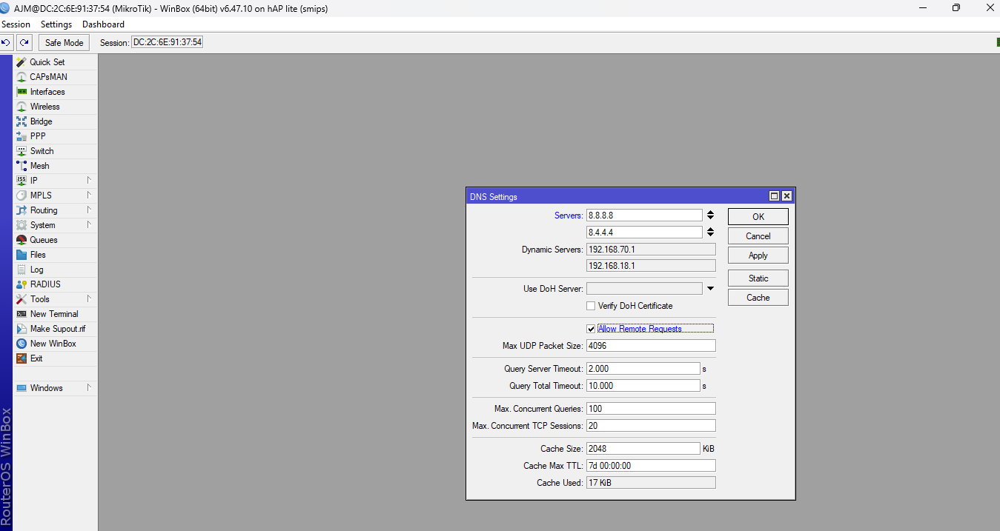 AJM@DC:2C:6E:91:37:54 (MikroTik) - WinBox (64bit) v6.47.10 on hAP lite (smips)
Session Settings Dashboard
Safe Mode Session: DC:2C:6E:91:37:54
Quick Set
CAPsMAN
Interfaces
Wireless
Bridge
PPP
Switch
Mesh
255 IP
MPLS
Routing
System
Queues
Files
Log
RADIUS
Tools
New Terminal
Make Supout.rif
New WinBox
Exit
Windows
RouterOS WinBox
DNS Settings
Servers: 8.8.8.8
8.4.4.4
Dynamic Servers: 192.168.70.1
192.168.18.1
Use DoH Server:
Verify DoH Certificate
Allow Remote Requests
Max UDP Packet Size: 4096
Query Server Timeout: 2.000 s
Query Total Timeout: 10.000 s
Max. Concurrent Queries: 100
Max. Concurrent TCP Sessions: 20
Cache Size: 2048 KiB
Cache Max TTL: 7d 00:00:00
Cache Used: 17 KiB
OK
Cancel
Apply
Static
Cache